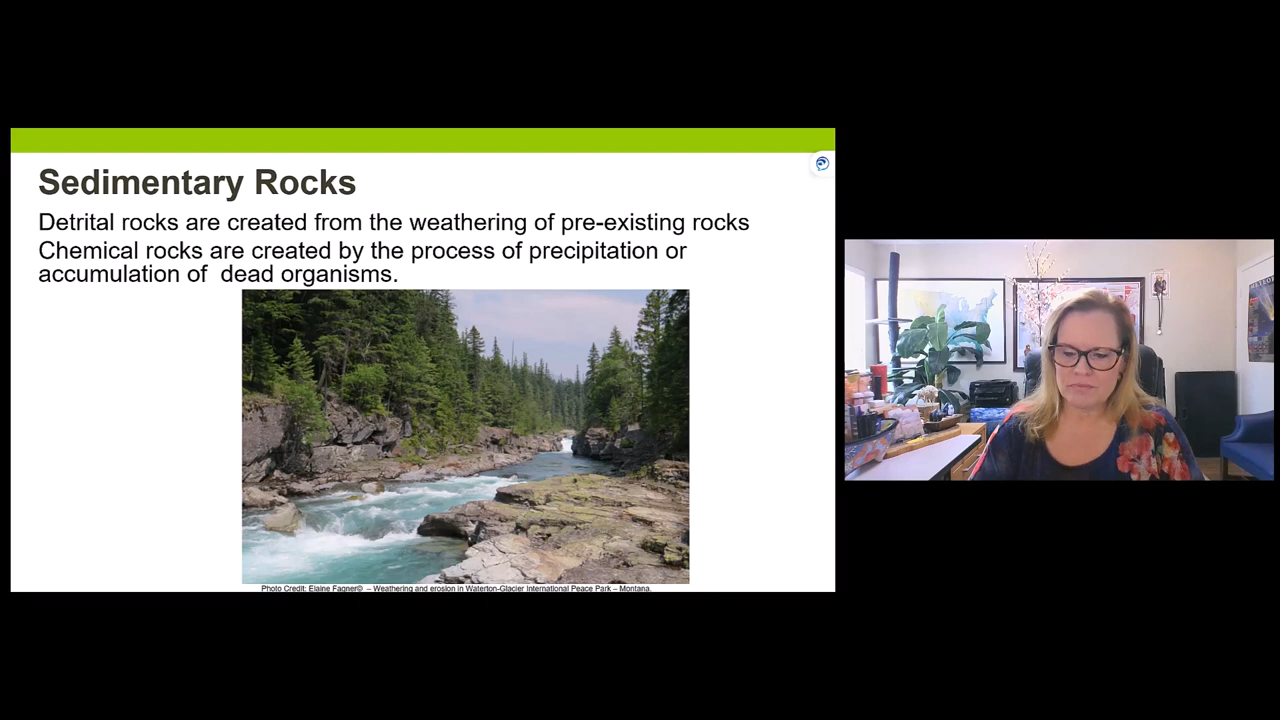 Sedimentary Rocks
Detrital rocks are created from the weathering of pre-existing rocks
Chemical rocks are created by the process of precipitation or
accumulation of  dead organisms.
Photo Credit: Elaine Fagner© – Weathering and erosion in Waterton-Glacier International Peace Park – Montana.